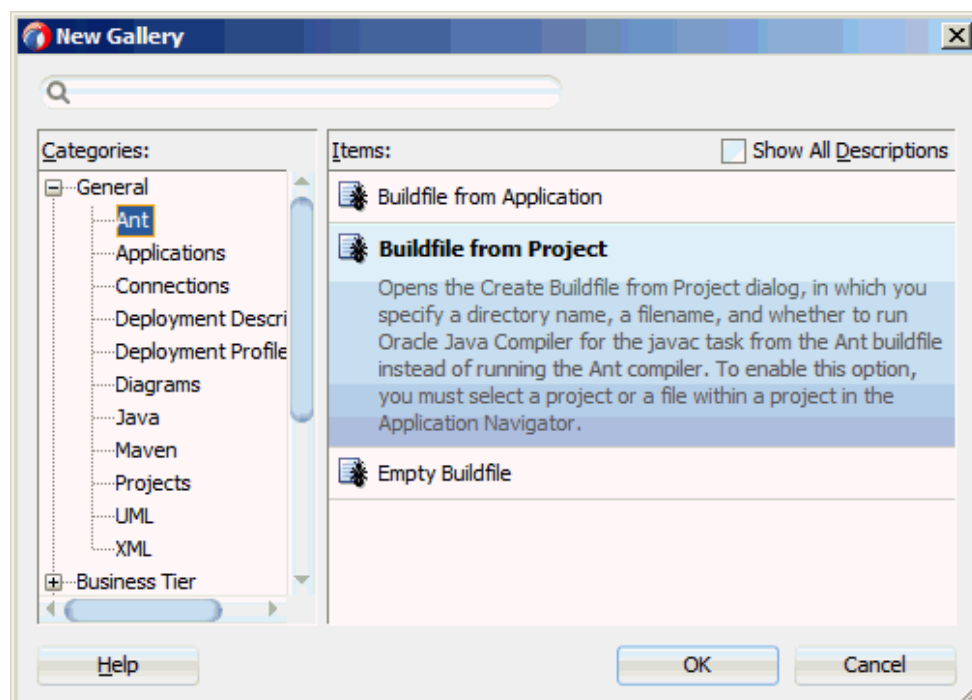 New Gallery
Categories:
General
Ant
Applications
Connections
Deployment Descri
Deployment Profile
Diagrams
Java
Maven
Projects
UML
XML
Business Tier
Items:
Show All Descriptions
Buildfile from Application
Buildfile from Project
Opens the Create Buildfile from Project dialog, in which you
specify a directory name, a filename, and whether to run
Oracle Java Compiler for the javac task from the Ant buildfile
instead of running the Ant compiler. To enable this option,
you must select a project or a file within a project in the
Application Navigator.
Empty Buildfile
Help
OK
Cancel